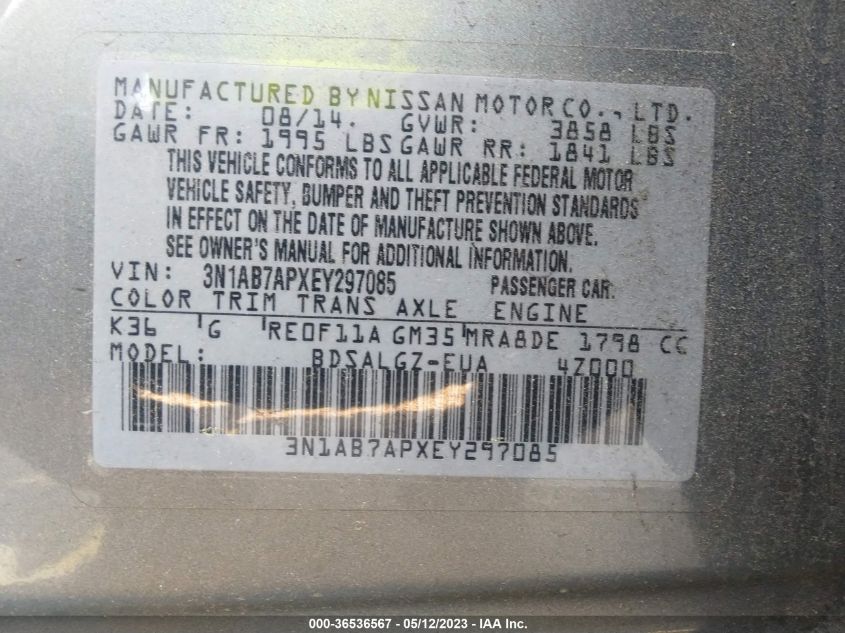 MANUFACTURED BY NISSAN MOTOR CO., LTD.
DATE: 08/14. GVWR: 3858 LBS
GAWR FR: 1995 LBS GAWR RR: 1841 LBS
THIS VEHICLE CONFORMS TO ALL APPLICABLE FEDERAL MOTOR
VEHICLE SAFETY, BUMPER AND THEFT PREVENTION STANDARDS
IN EFFECT ON THE DATE OF MANUFACTURE SHOWN ABOVE.
SEE OWNER'S MANUAL FOR ADDITIONAL INFORMATION.
VIN: 3N1AB7APXEY297085 PASSENGER CAR.
COLOR TRIM TRANS AXLE ENGINE
K36 G RE0F11A GM35 MRA8DE 1798 CC
MODEL: BDSALGZ-EUA 4Z000
3N1AB7APXEY297085
000-36536567 - 05/12/2023 - IAA Inc.